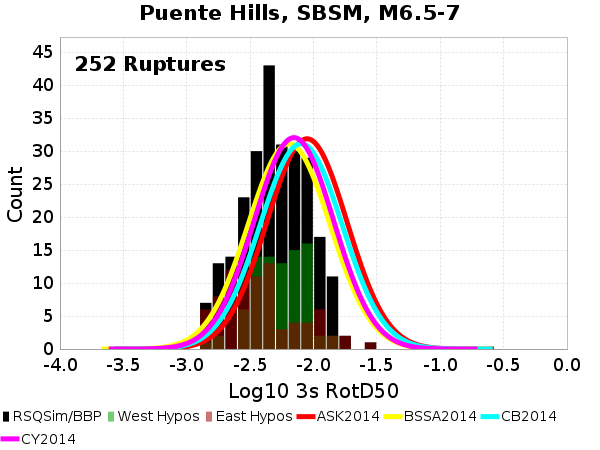 Puente Hills, SBSM, M6.5-7
252 Ruptures
45
40
35
30
25
20
15
10
5
0
Count
-4.0 -3.5 -3.0 -2.5 -2.0 -1.5 -1.0 -0.5 0.0
Log10 3s RotD50
RSQSim/BBP West Hypos East Hypos ASK2014 BSSA2014 CB2014
CY2014